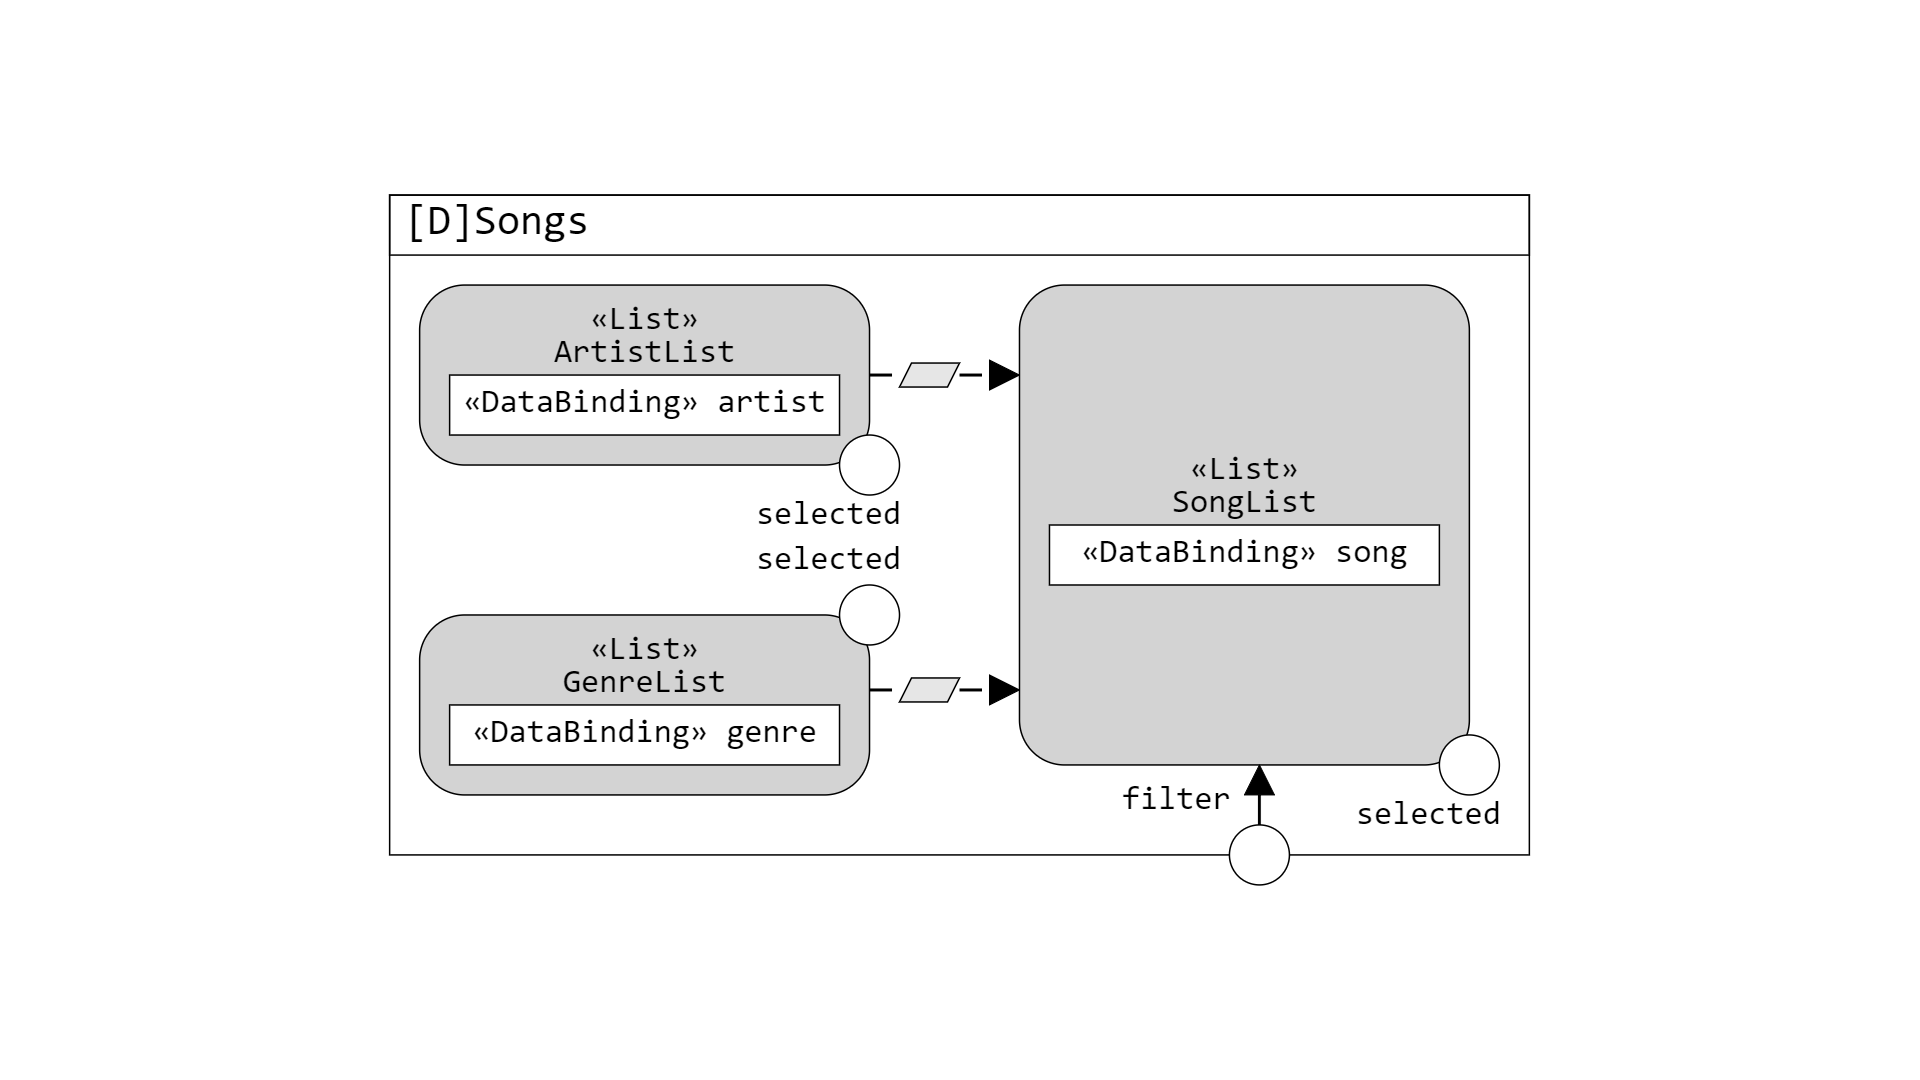 [D]Songs
«List»
ArtistList
«DataBinding» artist
selected
selected
«List»
GenreList
«DataBinding» genre
«List»
SongList
«DataBinding» song
filter
selected